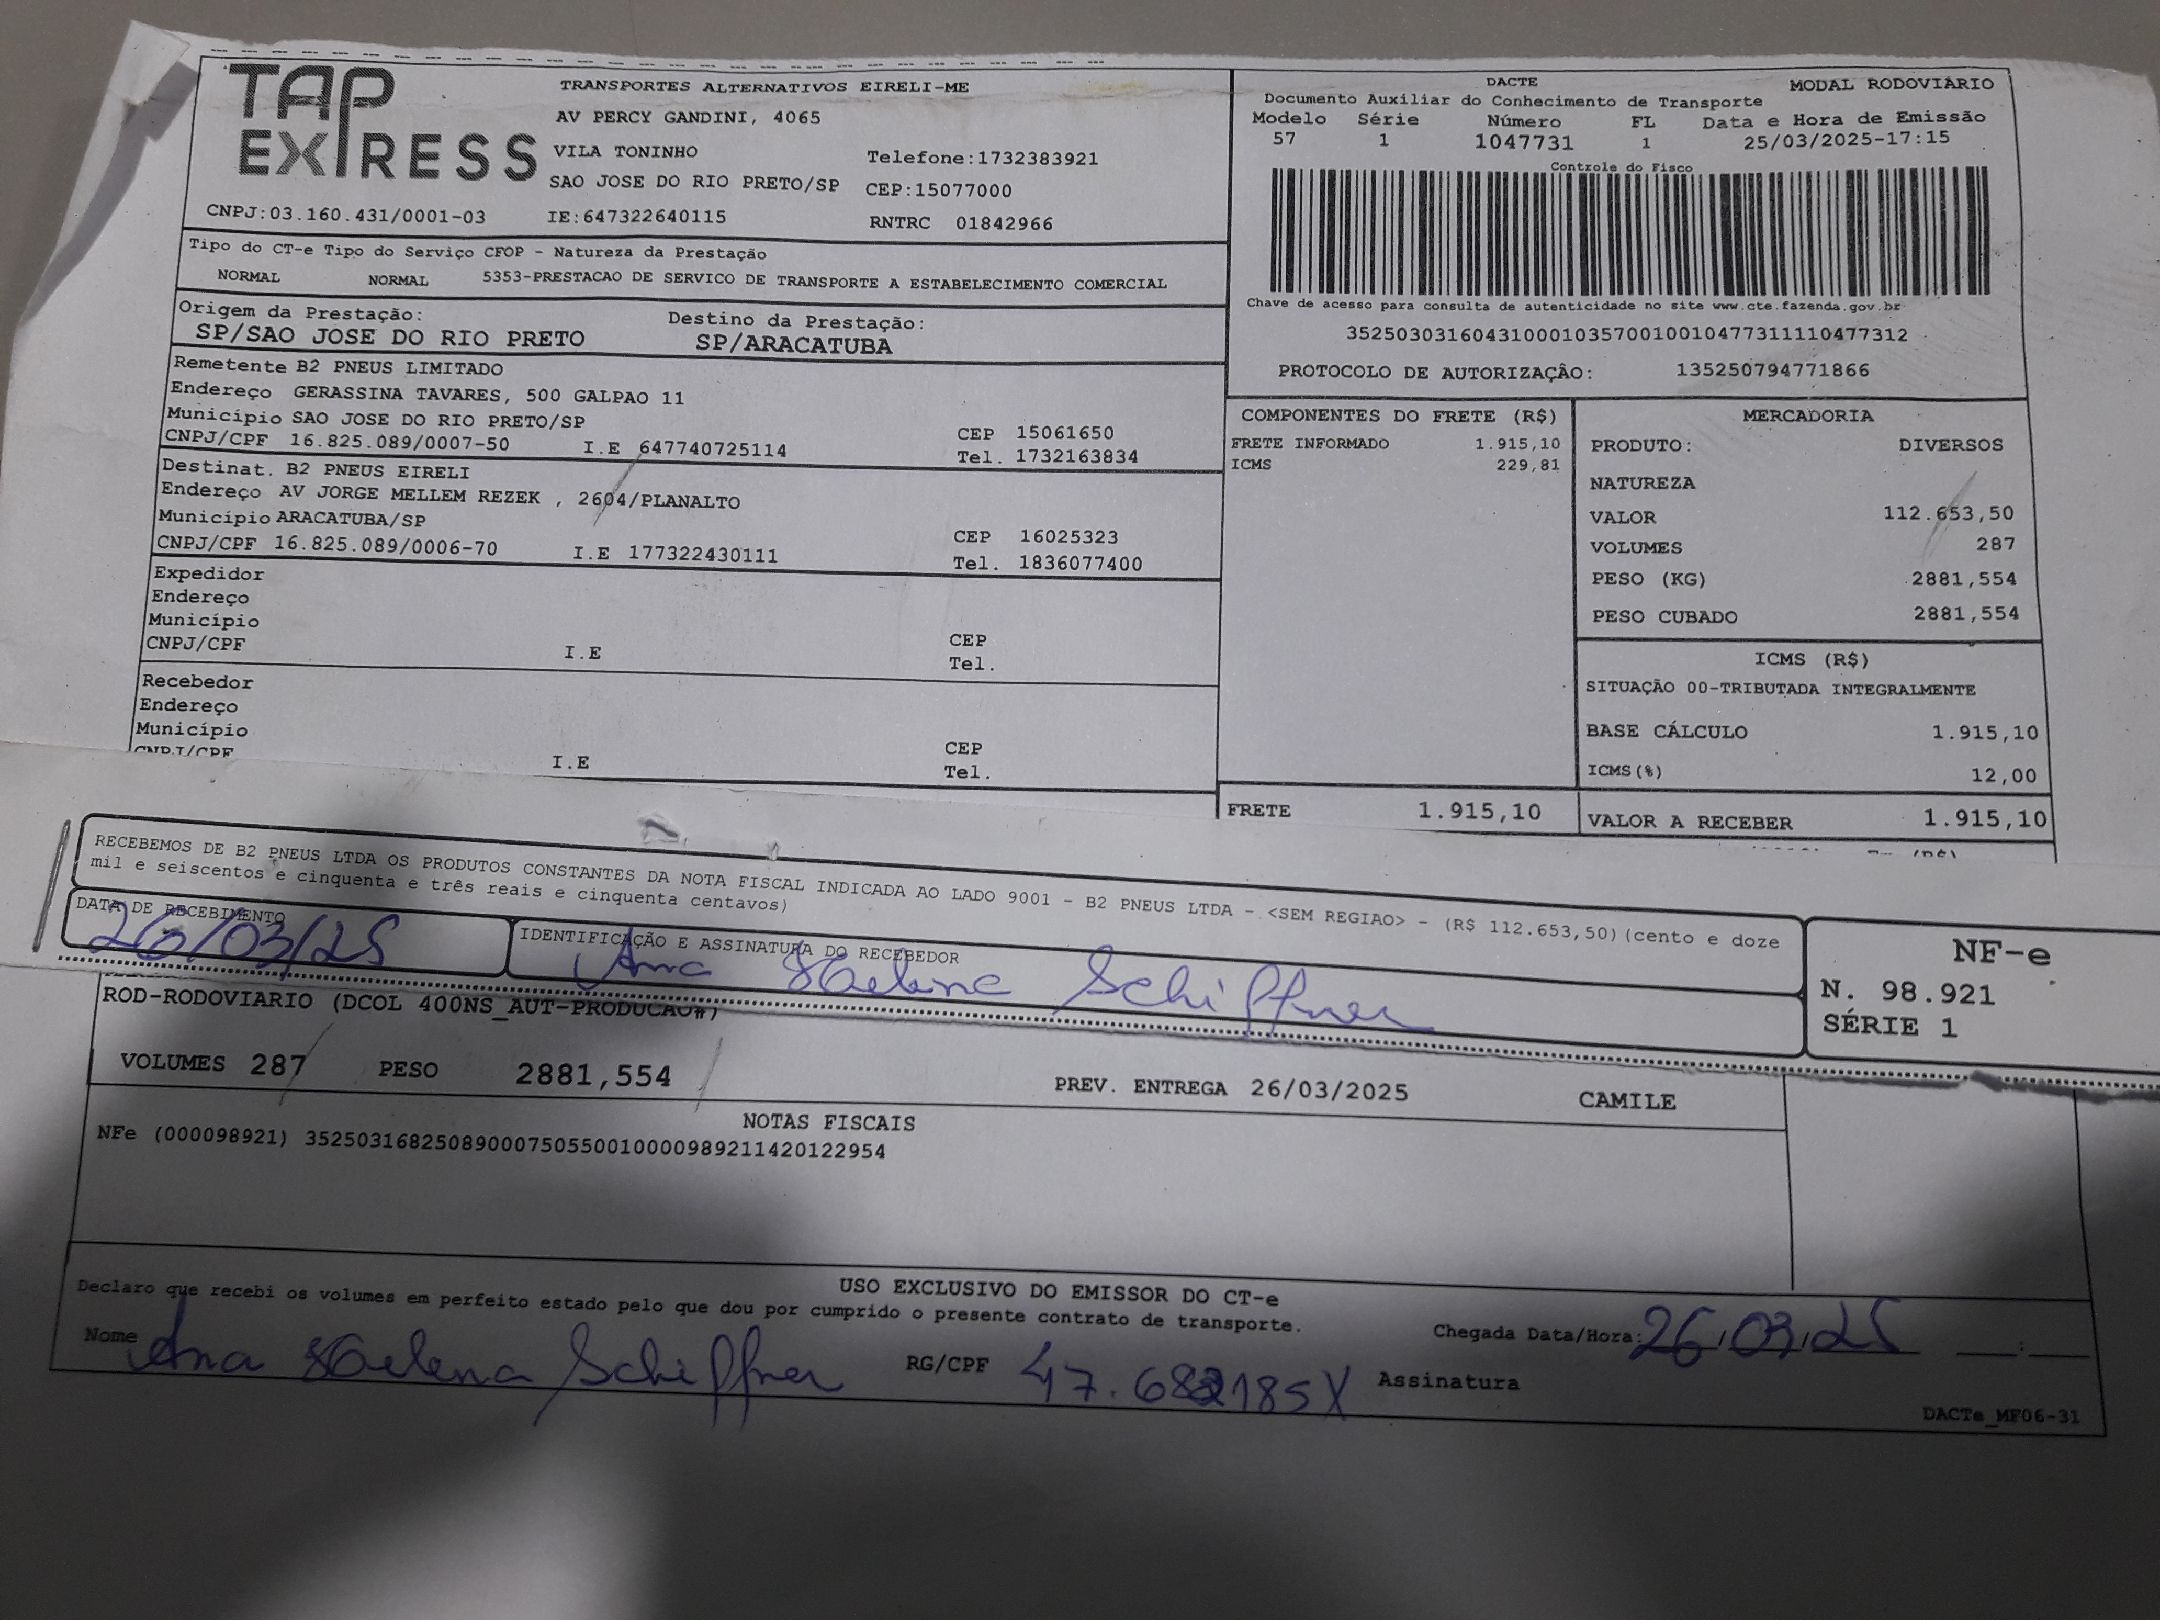 TAP EXPRESS
TRANSPORTES ALTERNATIVOS EIRELI-ME
AV PERCY GANDINI, 4065
VILA TONINHO Telefone:1732383921
SAO JOSE DO RIO PRETO/SP CEP:15077000
CNPJ:03.160.431/0001-03 IE:647322640115 RNTRC 01842966
DACTE MODAL RODOVIÁRIO
Documento Auxiliar do Conhecimento de Transporte
Modelo Série Número FL Data e Hora de Emissão
57 1 1047731 1 25/03/2025-17:15
Controle do Fisco
Chave de acesso para consulta de autenticidade no site www.cte.fazenda.gov.br
35250303160431000103570010010477311110477312
PROTOCOLO DE AUTORIZAÇÃO: 135250794771866
Tipo do CT-e Tipo do Serviço CFOP - Natureza da Prestação
NORMAL NORMAL 5353-PRESTACAO DE SERVICO DE TRANSPORTE A ESTABELECIMENTO COMERCIAL
Origem da Prestação: Destino da Prestação:
SP/SAO JOSE DO RIO PRETO SP/ARACATUBA
Remetente B2 PNEUS LIMITADO
Endereço GERASSINA TAVARES, 500 GALPAO 11
Município SAO JOSE DO RIO PRETO/SP CEP 15061650
CNPJ/CPF 16.825.089/0007-50 I.E 647740725114 Tel. 1732163834
Destinat. B2 PNEUS EIRELI
Endereço AV JORGE MELLEM REZEK , 2604/PLANALTO
Município ARACATUBA/SP CEP 16025323
CNPJ/CPF 16.825.089/0006-70 I.E 177322430111 Tel. 1836077400
Expedidor
Endereço
Município CEP
CNPJ/CPF I.E Tel.
Recebedor
Endereço
Município CEP
CNPJ/CPF I.E Tel.
COMPONENTES DO FRETE (R$)
FRETE INFORMADO 1.915,10
ICMS 229,81
FRETE 1.915,10
MERCADORIA
PRODUTO: DIVERSOS
NATUREZA
VALOR 112.653,50
VOLUMES 287
PESO (KG) 2881,554
PESO CUBADO 2881,554
ICMS (R$)
SITUAÇÃO 00-TRIBUTADA INTEGRALMENTE
BASE CÁLCULO 1.915,10
ICMS(%) 12,00
VALOR A RECEBER 1.915,10
RECEBEMOS DE B2 PNEUS LTDA OS PRODUTOS CONSTANTES DA NOTA FISCAL INDICADA AO LADO 9001 - B2 PNEUS LTDA - <SEM REGIAO> - (R$ 112.653,50)(cento e doze
mil e seiscentos e cinquenta e três reais e cinquenta centavos)
DATA DE RECEBIMENTO IDENTIFICAÇÃO E ASSINATURA DO RECEBEDOR
26/03/25 Ana Helena Schiffner
NF-e
N. 98.921
SÉRIE 1
ROD-RODOVIARIO (DCOL 400NS_AUT-PRODUCAO#)
VOLUMES 287 PESO 2881,554 PREV. ENTREGA 26/03/2025 CAMILE
NOTAS FISCAIS
NFe (000098921) 35250316825089000750550010000989211420122954
USO EXCLUSIVO DO EMISSOR DO CT-e
Declaro que recebi os volumes em perfeito estado pelo que dou por cumprido o presente contrato de transporte.
Nome Ana Helena Schiffner RG/CPF Assinatura Chegada Data/Hora: 26/03/25
DACTe_MF06-31